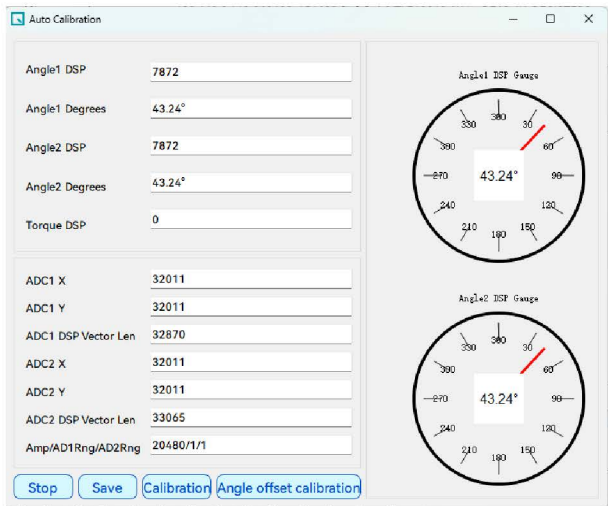 Auto Calibration
Angle1 DSP 7872
Angle1 Degrees 43.24°
Angle2 DSP 7872
Angle2 Degrees 43.24°
Torque DSP 0
ADC1 X 32011
ADC1 Y 32011
ADC1 DSP Vector Len 32870
ADC2 X 32011
ADC2 Y 32011
ADC2 DSP Vector Len 33065
Amp/AD1Rng/AD2Rng 20480/1/1
Stop Save Calibration Angle offset calibration
Angle1 DSP Gauge
330 30
60
270 43.24° 90
240 120
210 180 150
Angle2 DSP Gauge
330 30
60
270 43.24° 90
240 120
210 180 150